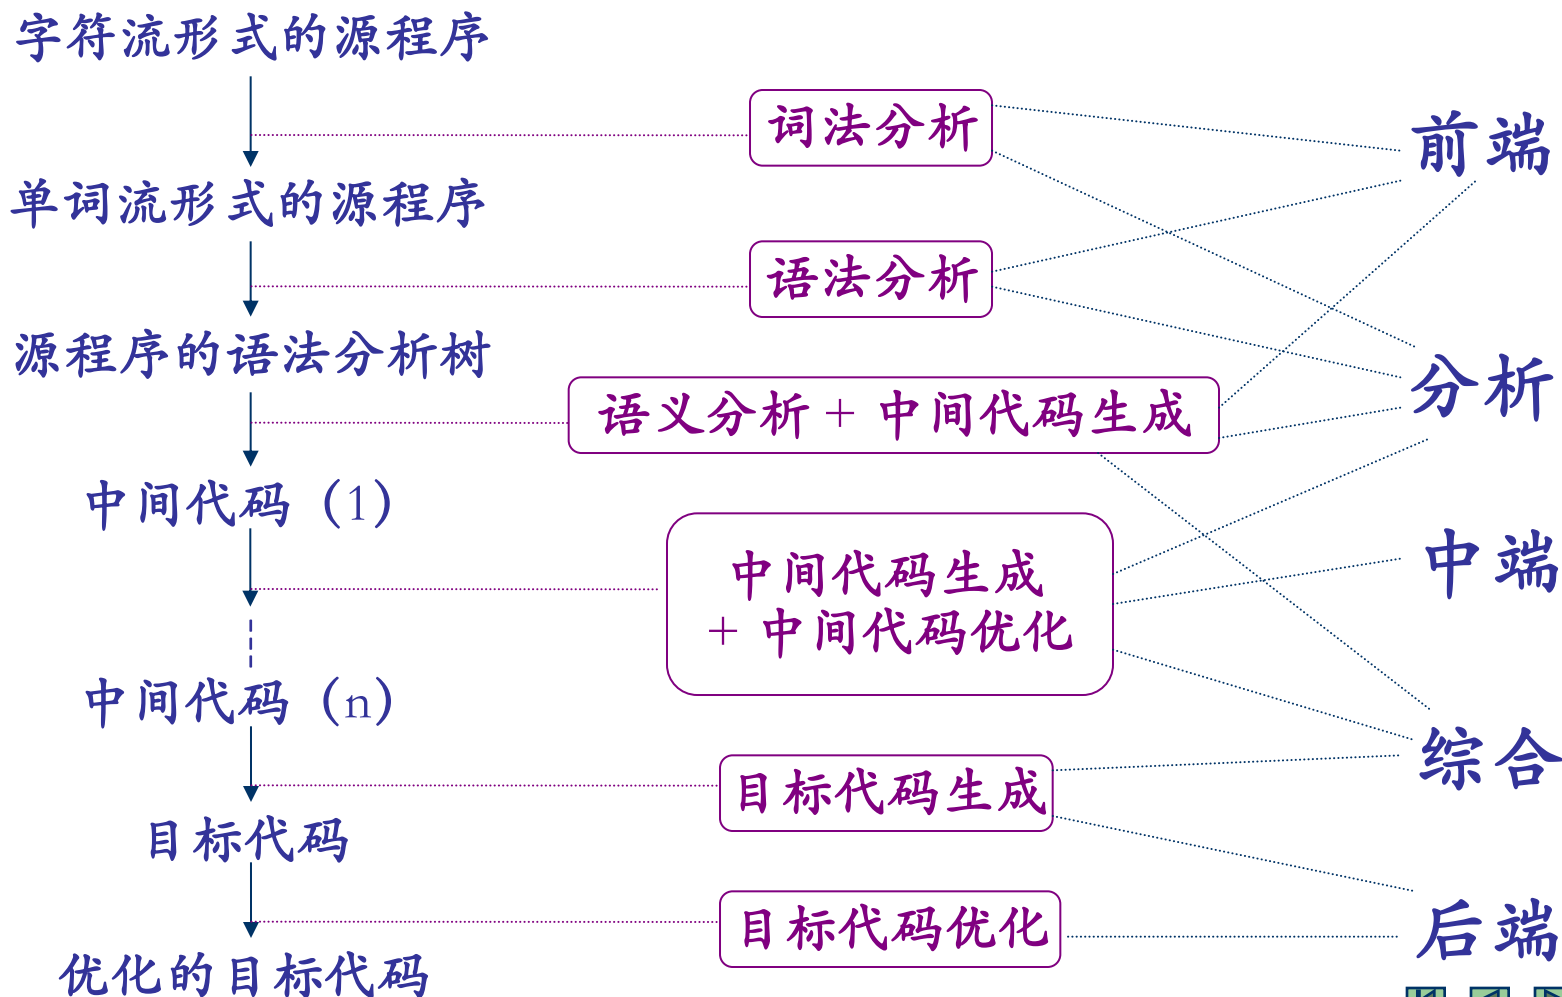 字符流形式的源程序
词法分析
前端
单词流形式的源程序
语法分析
源程序的语法分析树
分析
语义分析 + 中间代码生成
中间代码 (1)
中端
中间代码生成
+ 中间代码优化
中间代码 (n)
综合
目标代码生成
目标代码
目标代码优化
后端
优化的目标代码